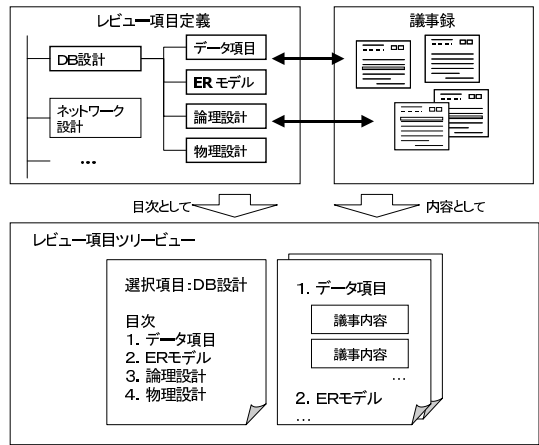 レビュー項目定義
DB設計
ネットワーク
設計
…
データ項目
ER モデル
論理設計
物理設計
議事録
目次として
内容として
レビュー項目ツリービュー
選択項目:DB設計
目次
1. データ項目
2. ERモデル
3. 論理設計
4. 物理設計
1. データ項目
議事内容
議事内容
…
2. ERモデル
…